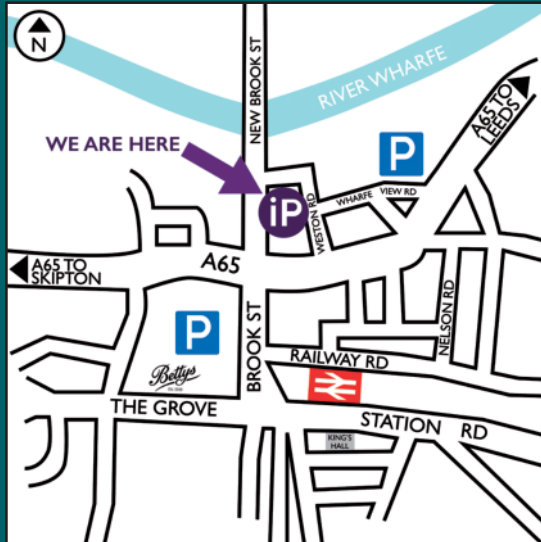 N
NEW BROOK ST
RIVER WHARFE
A65 TO
LEEDS
WE ARE HERE
P
iP
WESTON RD
WHARFE VIEW RD
A65 TO
SKIPTON
A65
P
BROOK ST
NELSON RD
RAILWAY RD
Bettys
THE GROVE
STATION RD
KING'S
HALL